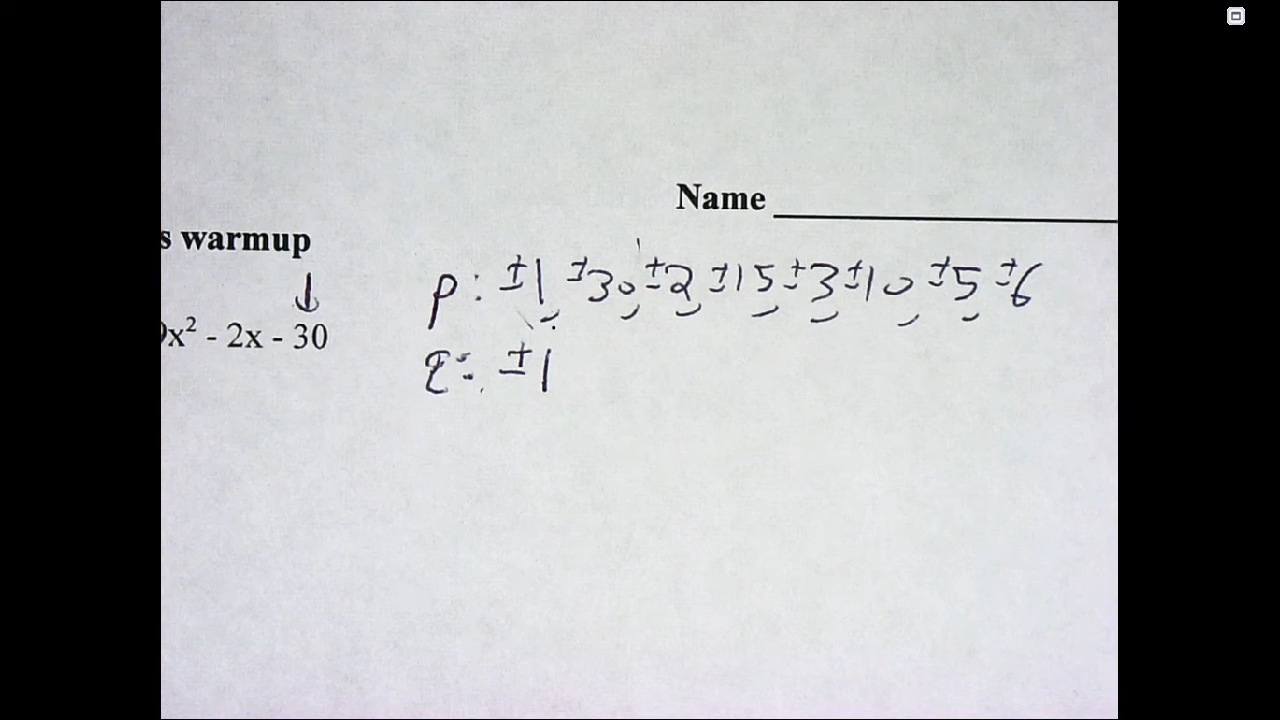 Name
s warmup
p: ±1 ±30 ±2 ±15 ±3 ±10 ±5 ±6
x² - 2x - 30
q: ±1